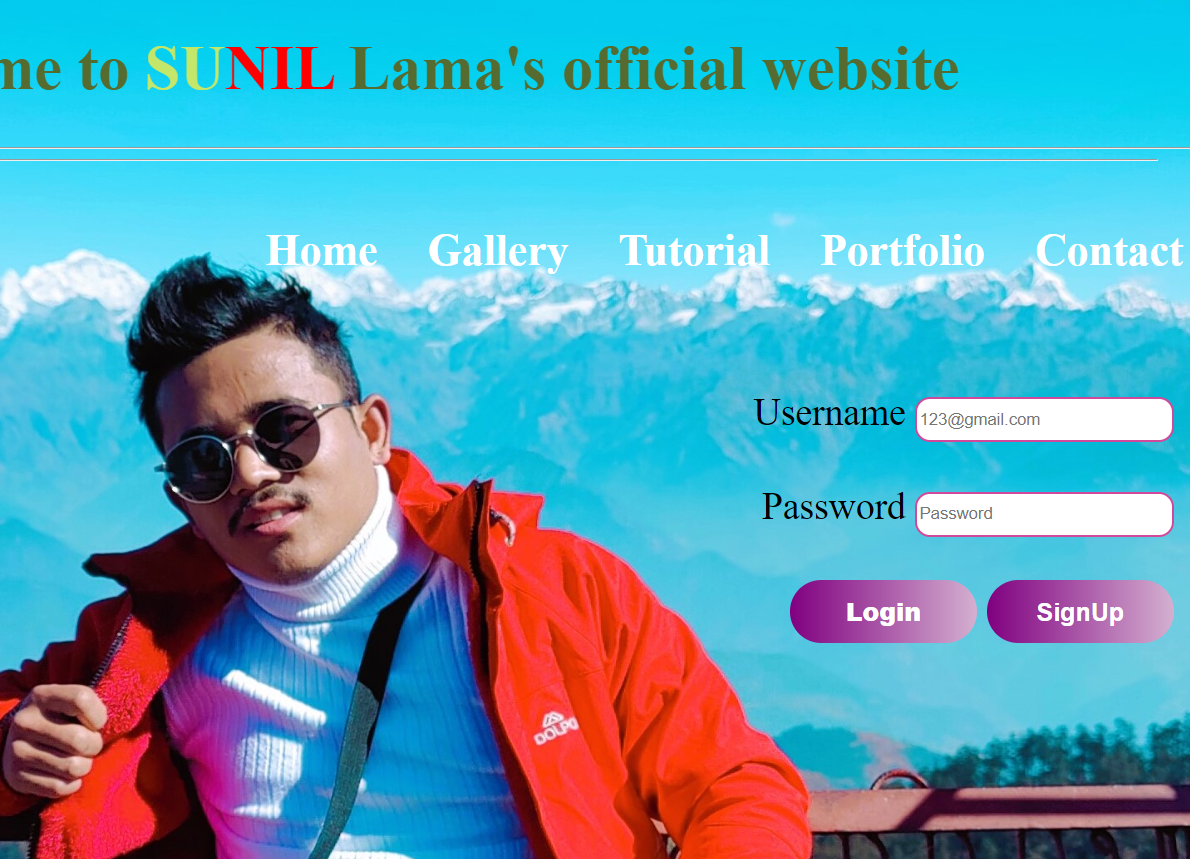 me to SUNIL Lama's official website
Home Gallery Tutorial Portfolio Contact
Username 123@gmail.com
Password Password
Login SignUp
DOLPO